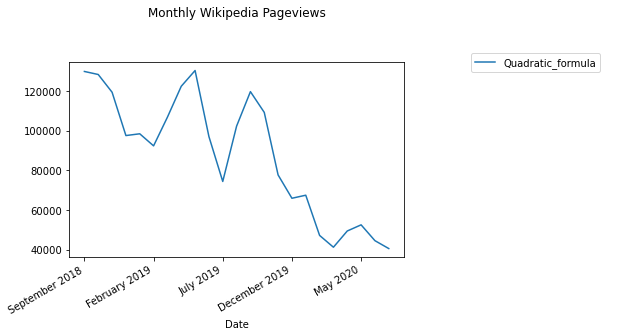 Monthly Wikipedia Pageviews
Quadratic_formula
120000
100000
80000
60000
40000
September 2018
February 2019
July 2019
December 2019
May 2020
Date